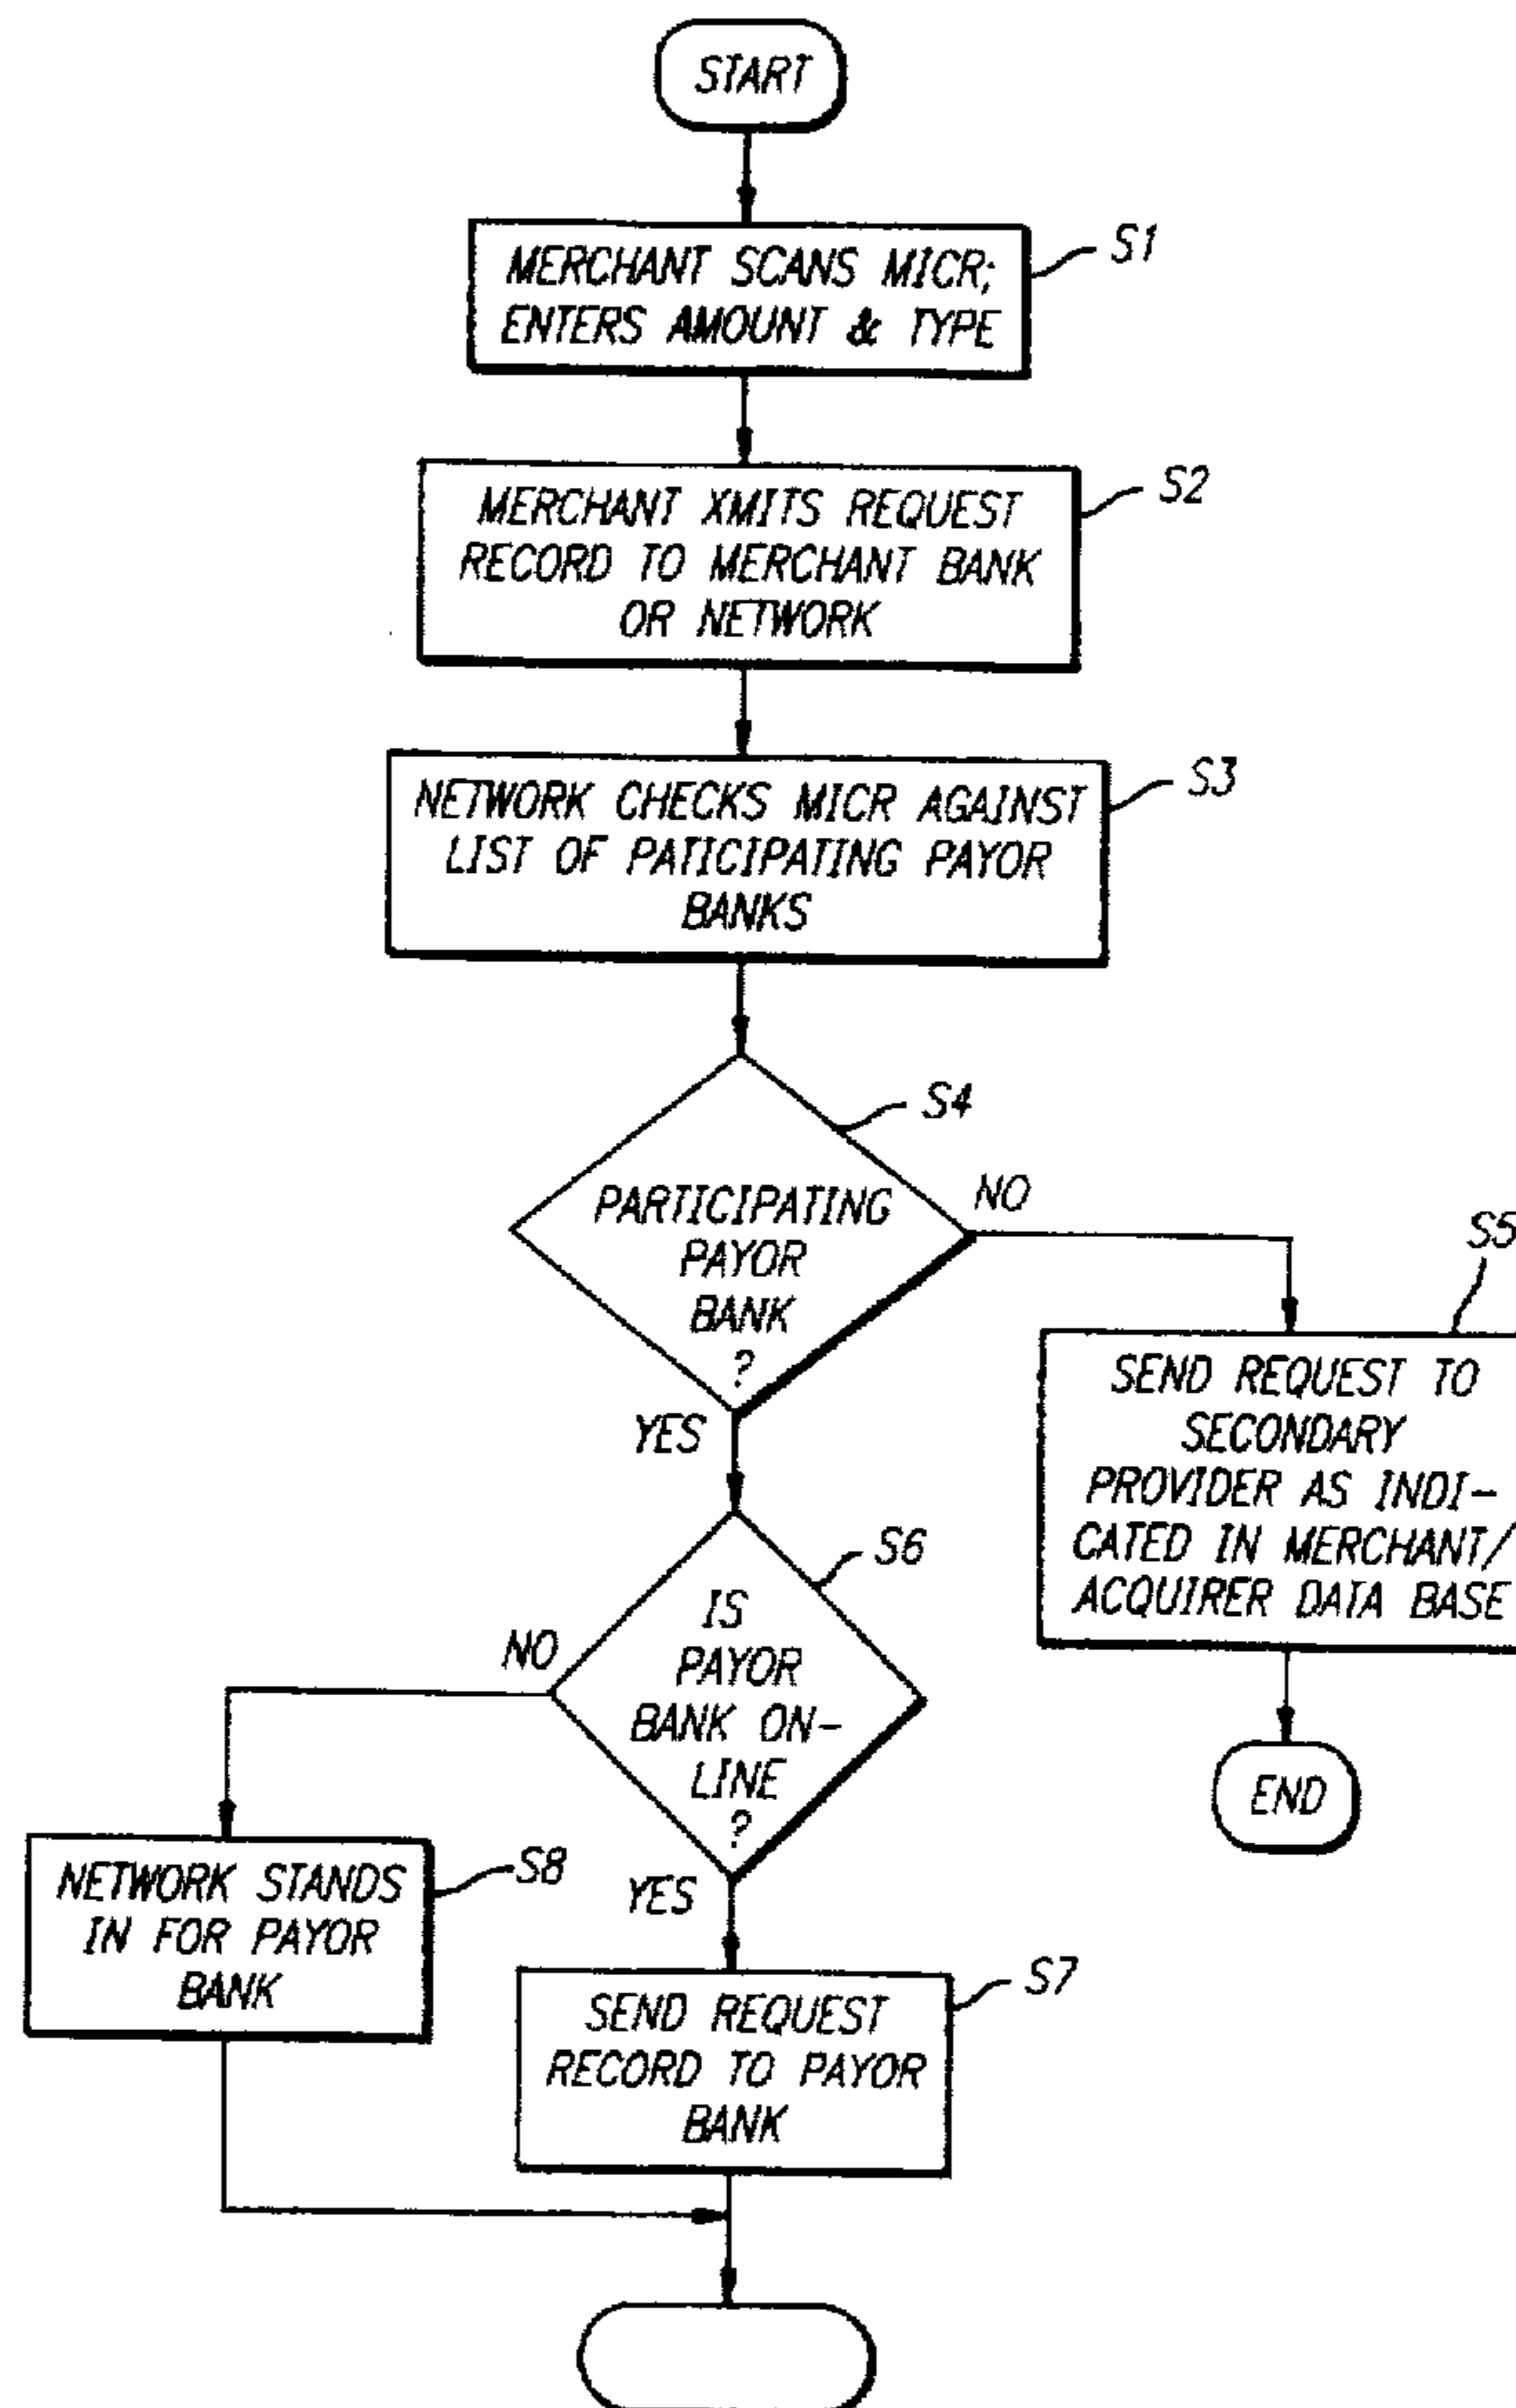 START
MERCHANT SCANS MICR;
ENTERS AMOUNT & TYPE
S1
MERCHANT XMITS REQUEST
RECORD TO MERCHANT BANK
OR NETWORK
S2
NETWORK CHECKS MICR AGAINST
LIST OF PATICIPATING PAYOR
BANKS
S3
S4
PARTICIPATING
PAYOR
BANK
?
NO
YES
S5
SEND REQUEST TO
SECONDARY
PROVIDER AS INDI-
CATED IN MERCHANT/
ACQUIRER DATA BASE
END
S6
IS
PAYOR
BANK ON-
LINE
?
NO
YES
S8
NETWORK STANDS
IN FOR PAYOR
BANK
S7
SEND REQUEST
RECORD TO PAYOR
BANK